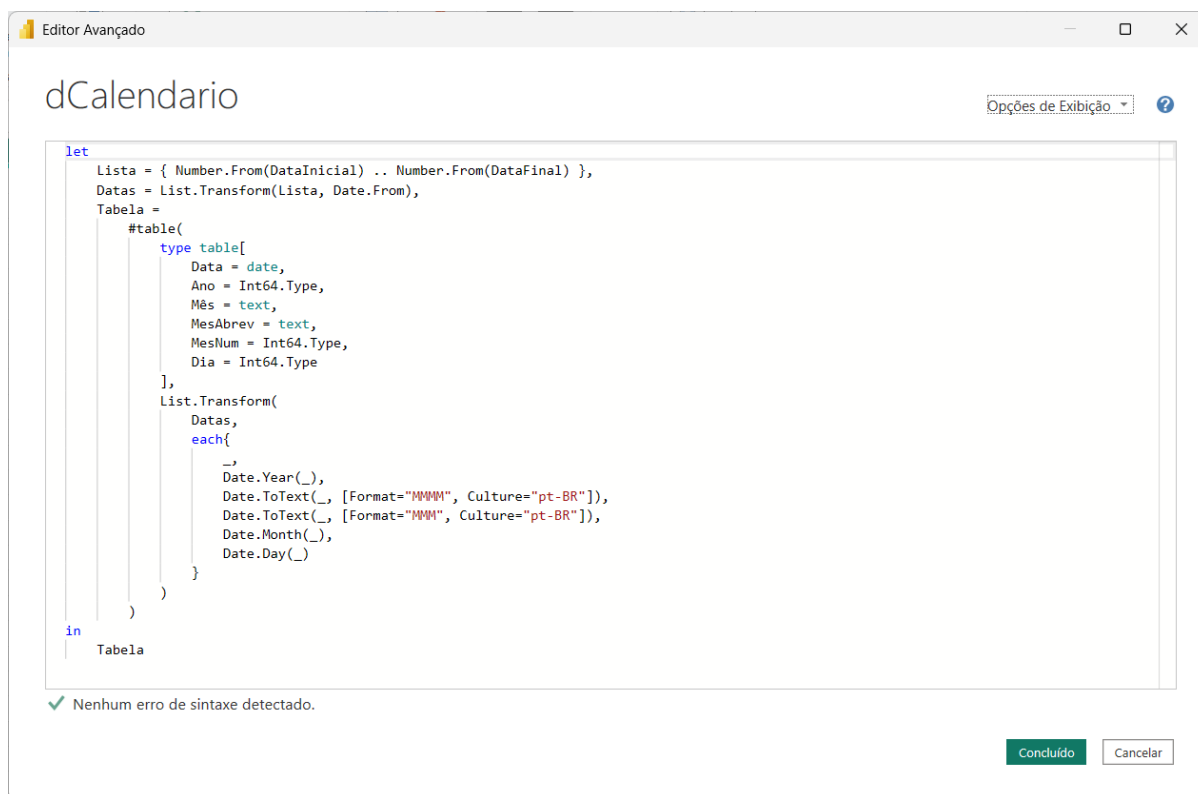 Editor Avançado
dCalendario
Opções de Exibição
let
    Lista = { Number.From(DataInicial) .. Number.From(DataFinal) },
    Datas = List.Transform(Lista, Date.From),
    Tabela =
        #table(
            type table[
                Data = date,
                Ano = Int64.Type,
                Mês = text,
                MesAbrev = text,
                MesNum = Int64.Type,
                Dia = Int64.Type
            ],
            List.Transform(
                Datas,
                each{
                    _,
                    Date.Year(_),
                    Date.ToText(_, [Format="MMMM", Culture="pt-BR"]),
                    Date.ToText(_, [Format="MMM", Culture="pt-BR"]),
                    Date.Month(_),
                    Date.Day(_)
                }
            )
        )
in
    Tabela
Nenhum erro de sintaxe detectado.
Concluído
Cancelar